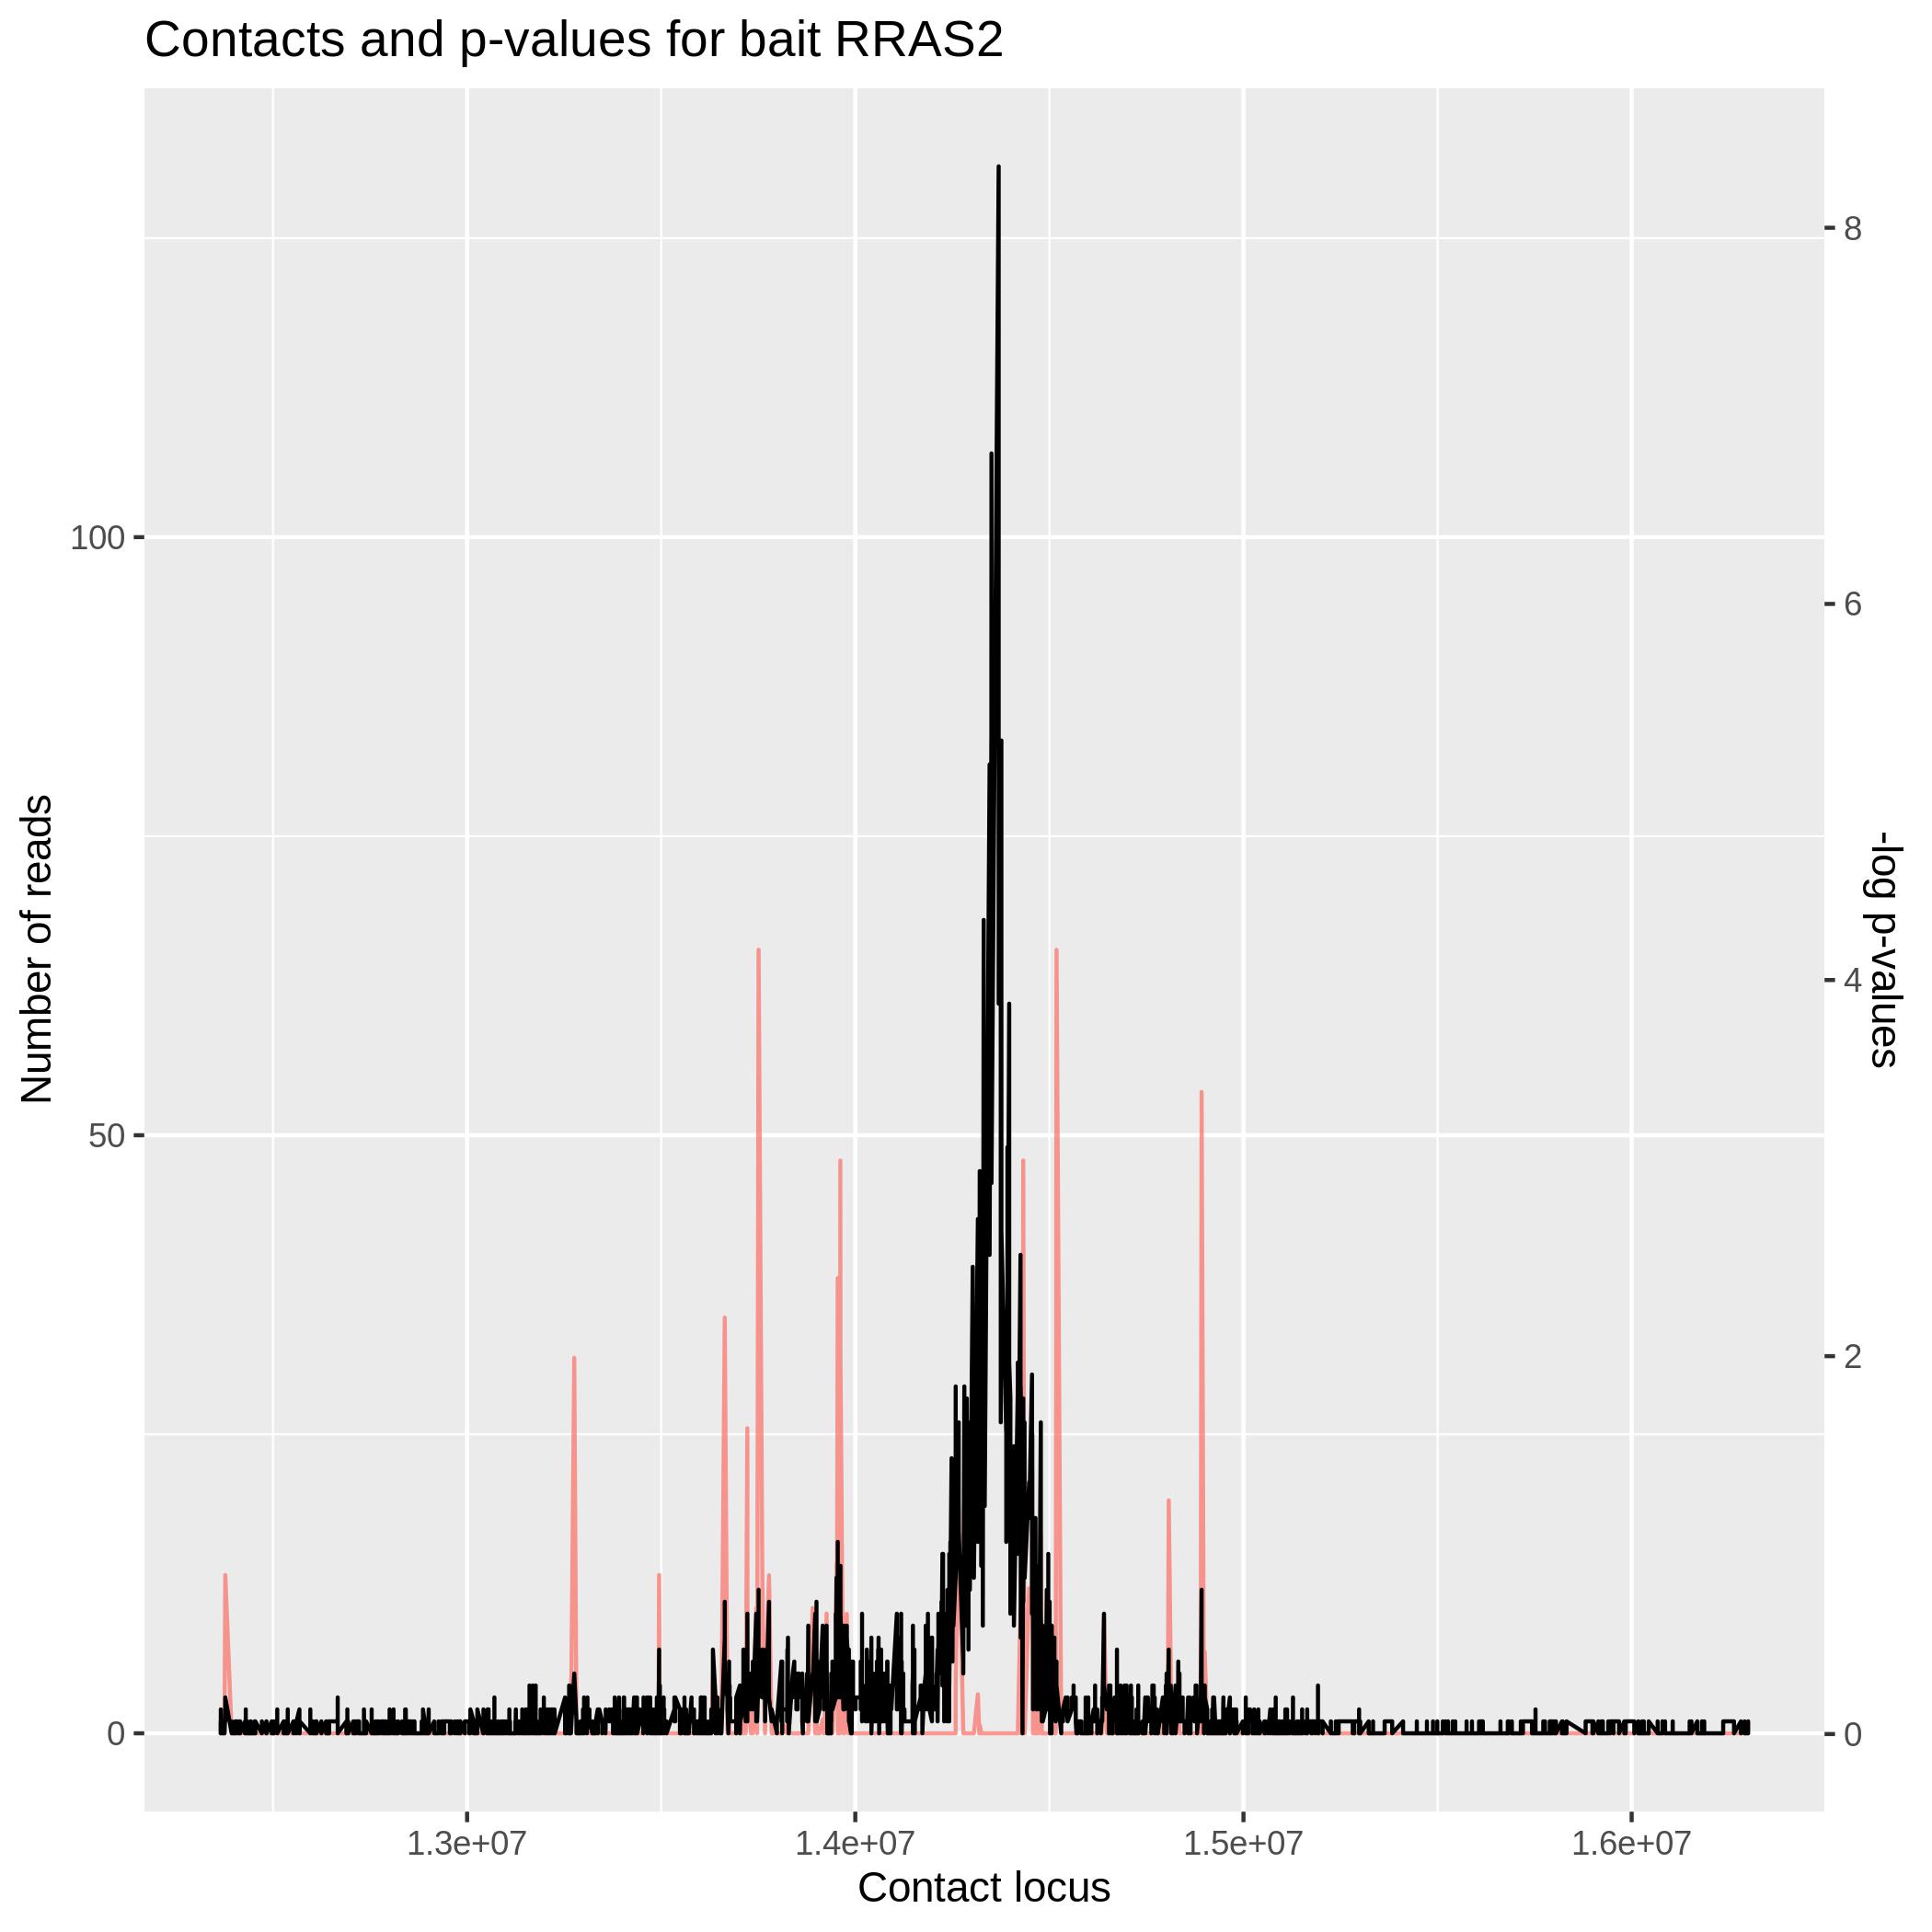 Contacts and p-values for bait RRAS2
Number of reads
100
50
0
8
6
4
2
0
-log p-values
1.3e+07 1.4e+07 1.5e+07 1.6e+07
Contact locus